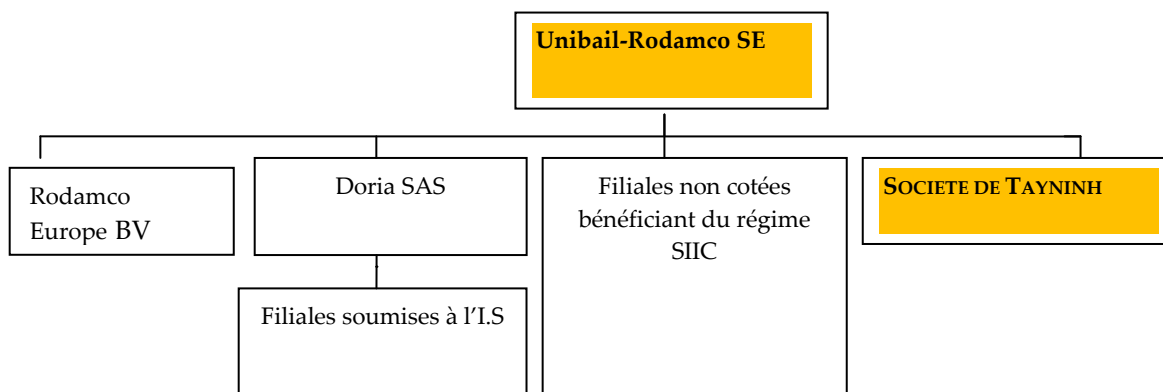 Unibail-Rodamco SE
Rodamco
Europe BV
Doria SAS
Filiales soumises à l'I.S
Filiales non cotées
bénéficiant du régime
SIIC
SOCIETE DE TAYNINH